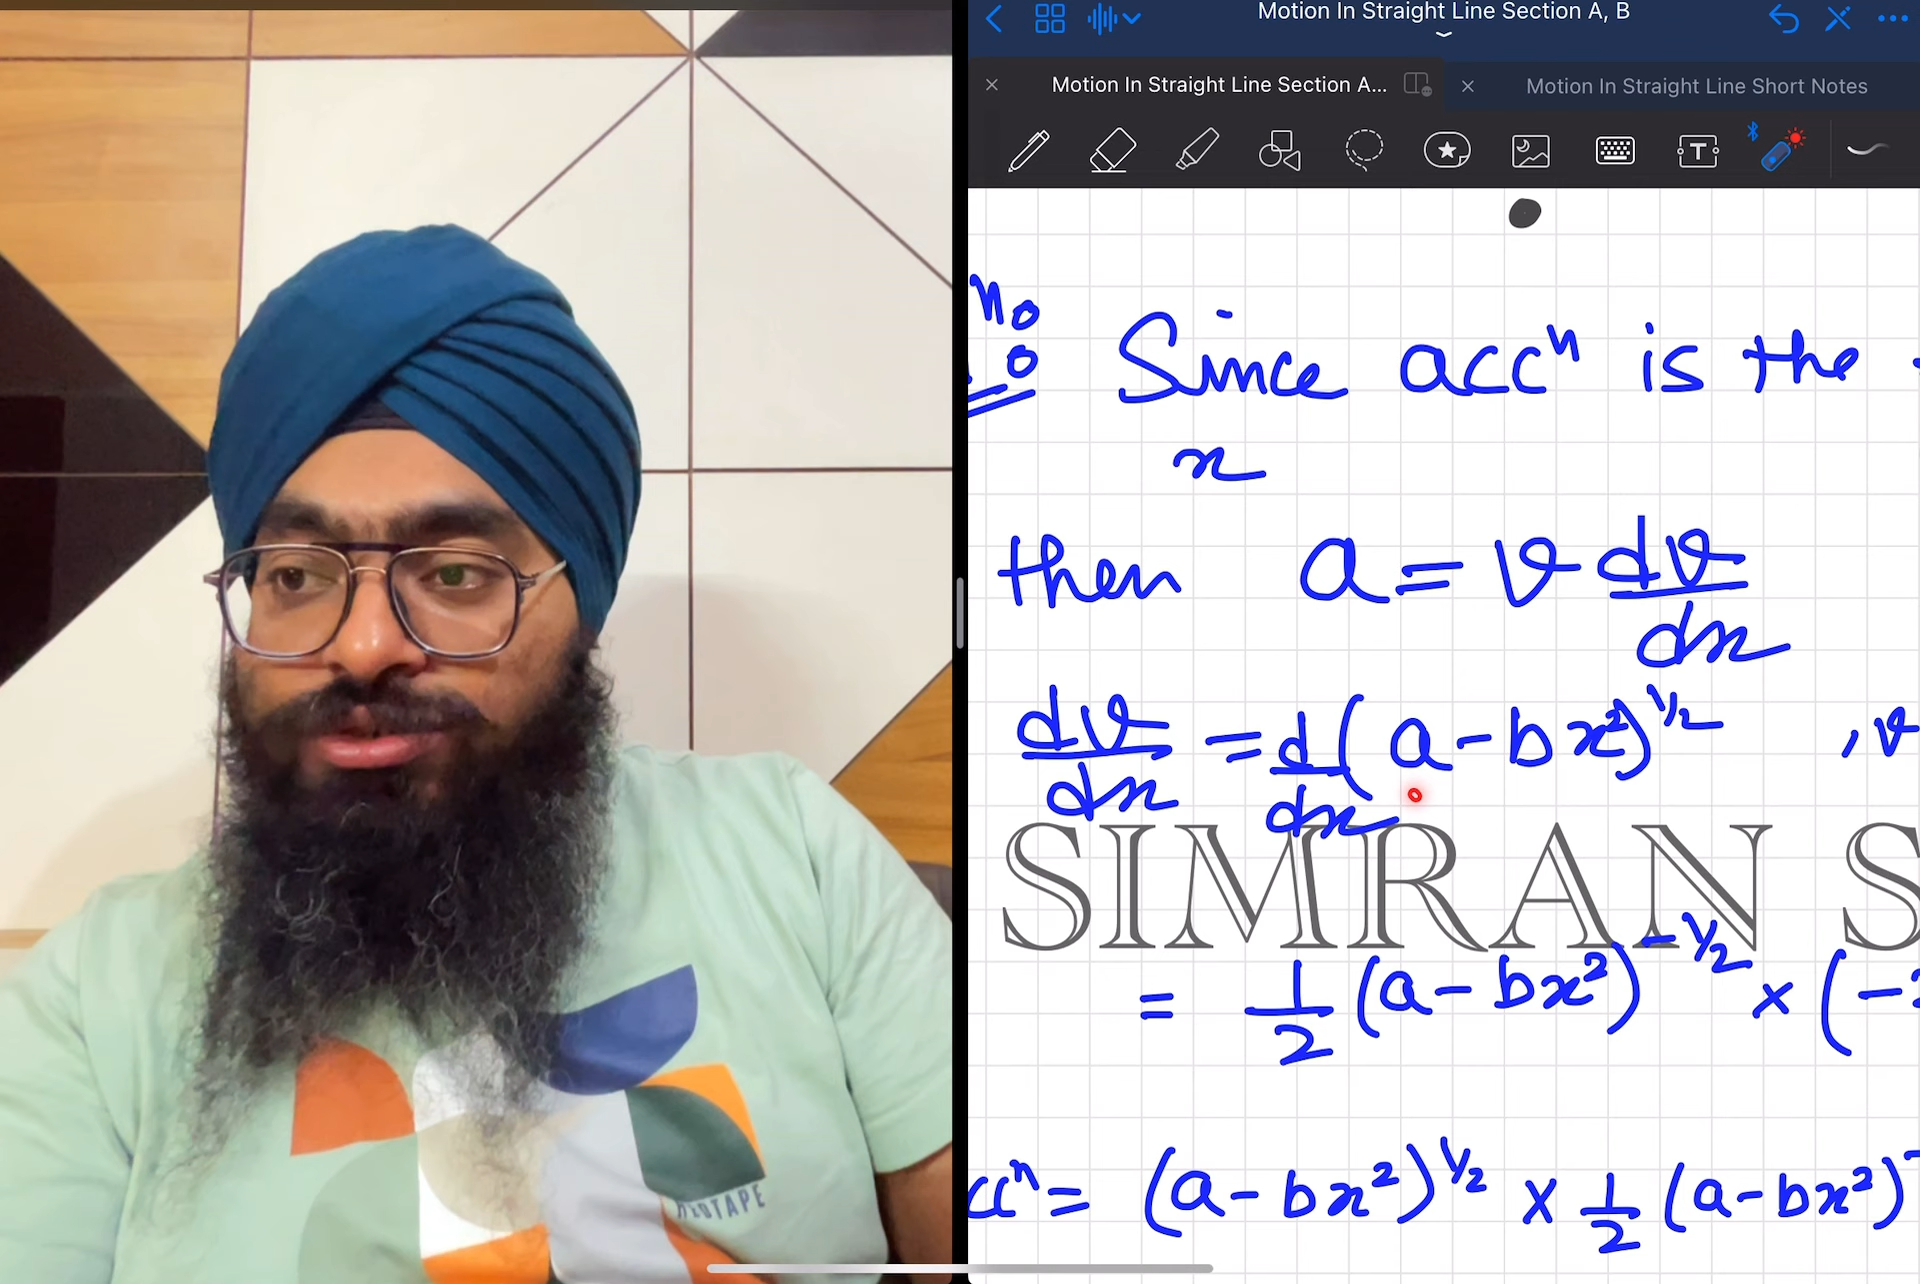 Motion In Straight Line Section A, B
Motion In Straight Line Section A...
Motion In Straight Line Short Notes
T
Since accⁿ is the
x
then a = v dv/dx
dv/dx = d/dx (a - bx²)^1/2 , v
SIMRAN S
= 1/2 (a - bx²)^-1/2 × (-2
ccⁿ = (a - bx²)^1/2 × 1/2 (a - bx²)^-